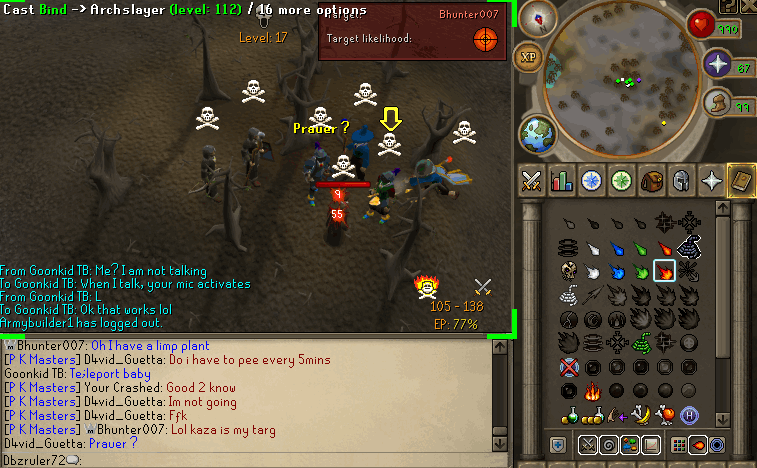 Cast Bind -> Archslayer (level: 112) / 16 more options
Target: Bhunter007
Level: 17
Target likelihood:
990
XP
67
99
Prauer ?
9
55
From Goonkid TB: Me? I am not talking
To Goonkid TB: When I talk, your mic activates
From Goonkid TB: L
To Goonkid TB: Ok that works lol
Armybuilder1 has logged out.
105 - 138
EP: 77%
Bhunter007: Oh I have a limp plant
[P K Masters] D4vid_Guetta: Do i have to pee every 5mins
Goonkid TB: Te;leport baby
[P K Masters] Your Crashed: Good 2 know
[P K Masters] D4vid_Guetta: Im not going
[P K Masters] D4vid_Guetta: Ffk
[P K Masters] Bhunter007: Lol kaza is my targ
D4vid_Guetta: Prauer ?
Dbzruler72: